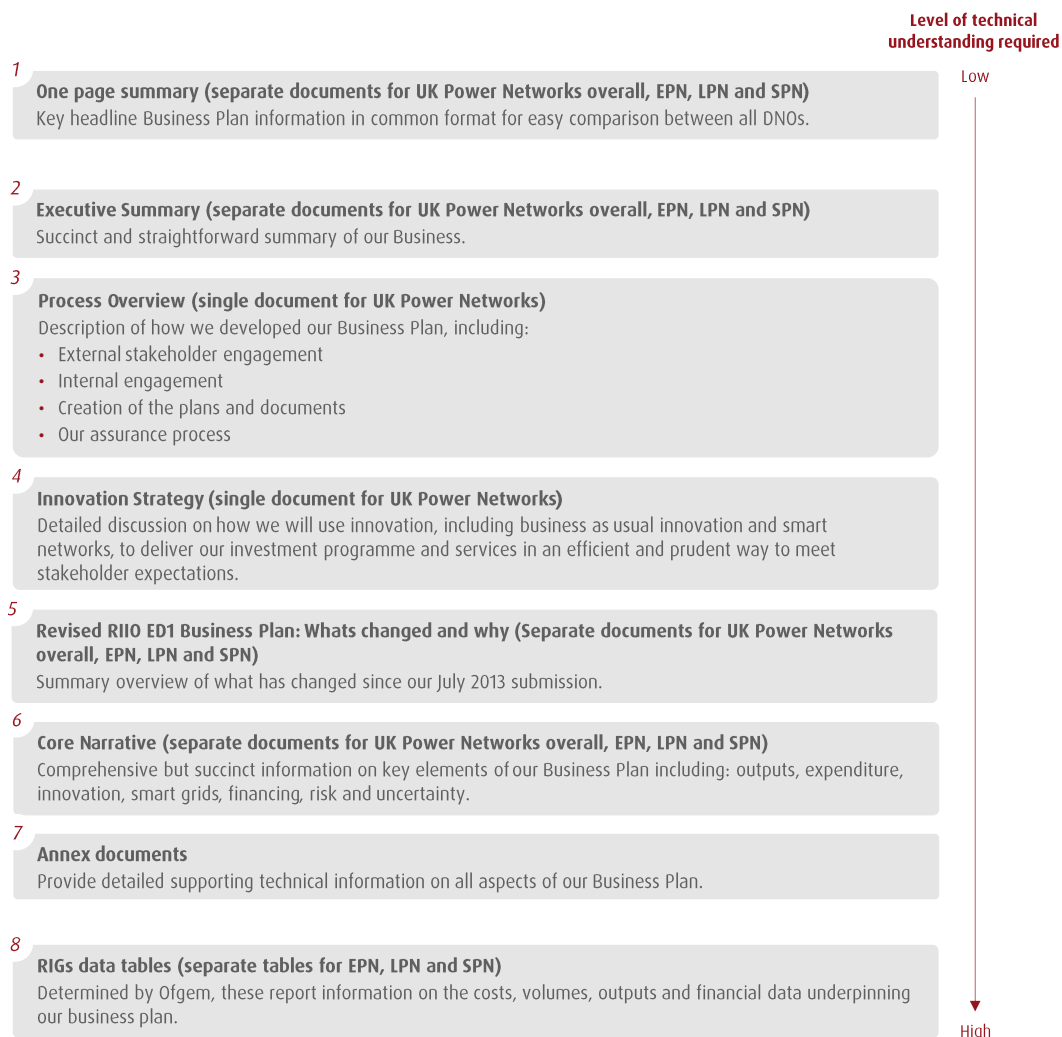 Level of technical
understanding required
Low
1
One page summary (separate documents for UK Power Networks overall, EPN, LPN and SPN)
Key headline Business Plan information in common format for easy comparison between all DNOs.
2
Executive Summary (separate documents for UK Power Networks overall, EPN, LPN and SPN)
Succinct and straightforward summary of our Business.
3
Process Overview (single document for UK Power Networks)
Description of how we developed our Business Plan, including:
• External stakeholder engagement
• Internal engagement
• Creation of the plans and documents
• Our assurance process
4
Innovation Strategy (single document for UK Power Networks)
Detailed discussion on how we will use innovation, including business as usual innovation and smart
networks, to deliver our investment programme and services in an efficient and prudent way to meet
stakeholder expectations.
5
Revised RIIO ED1 Business Plan: Whats changed and why (Separate documents for UK Power Networks
overall, EPN, LPN and SPN)
Summary overview of what has changed since our July 2013 submission.
6
Core Narrative (separate documents for UK Power Networks overall, EPN, LPN and SPN)
Comprehensive but succinct information on key elements of our Business Plan including: outputs, expenditure,
innovation, smart grids, financing, risk and uncertainty.
7
Annex documents
Provide detailed supporting technical information on all aspects of our Business Plan.
8
RIGs data tables (separate tables for EPN, LPN and SPN)
Determined by Ofgem, these report information on the costs, volumes, outputs and financial data underpinning
our business plan.
High